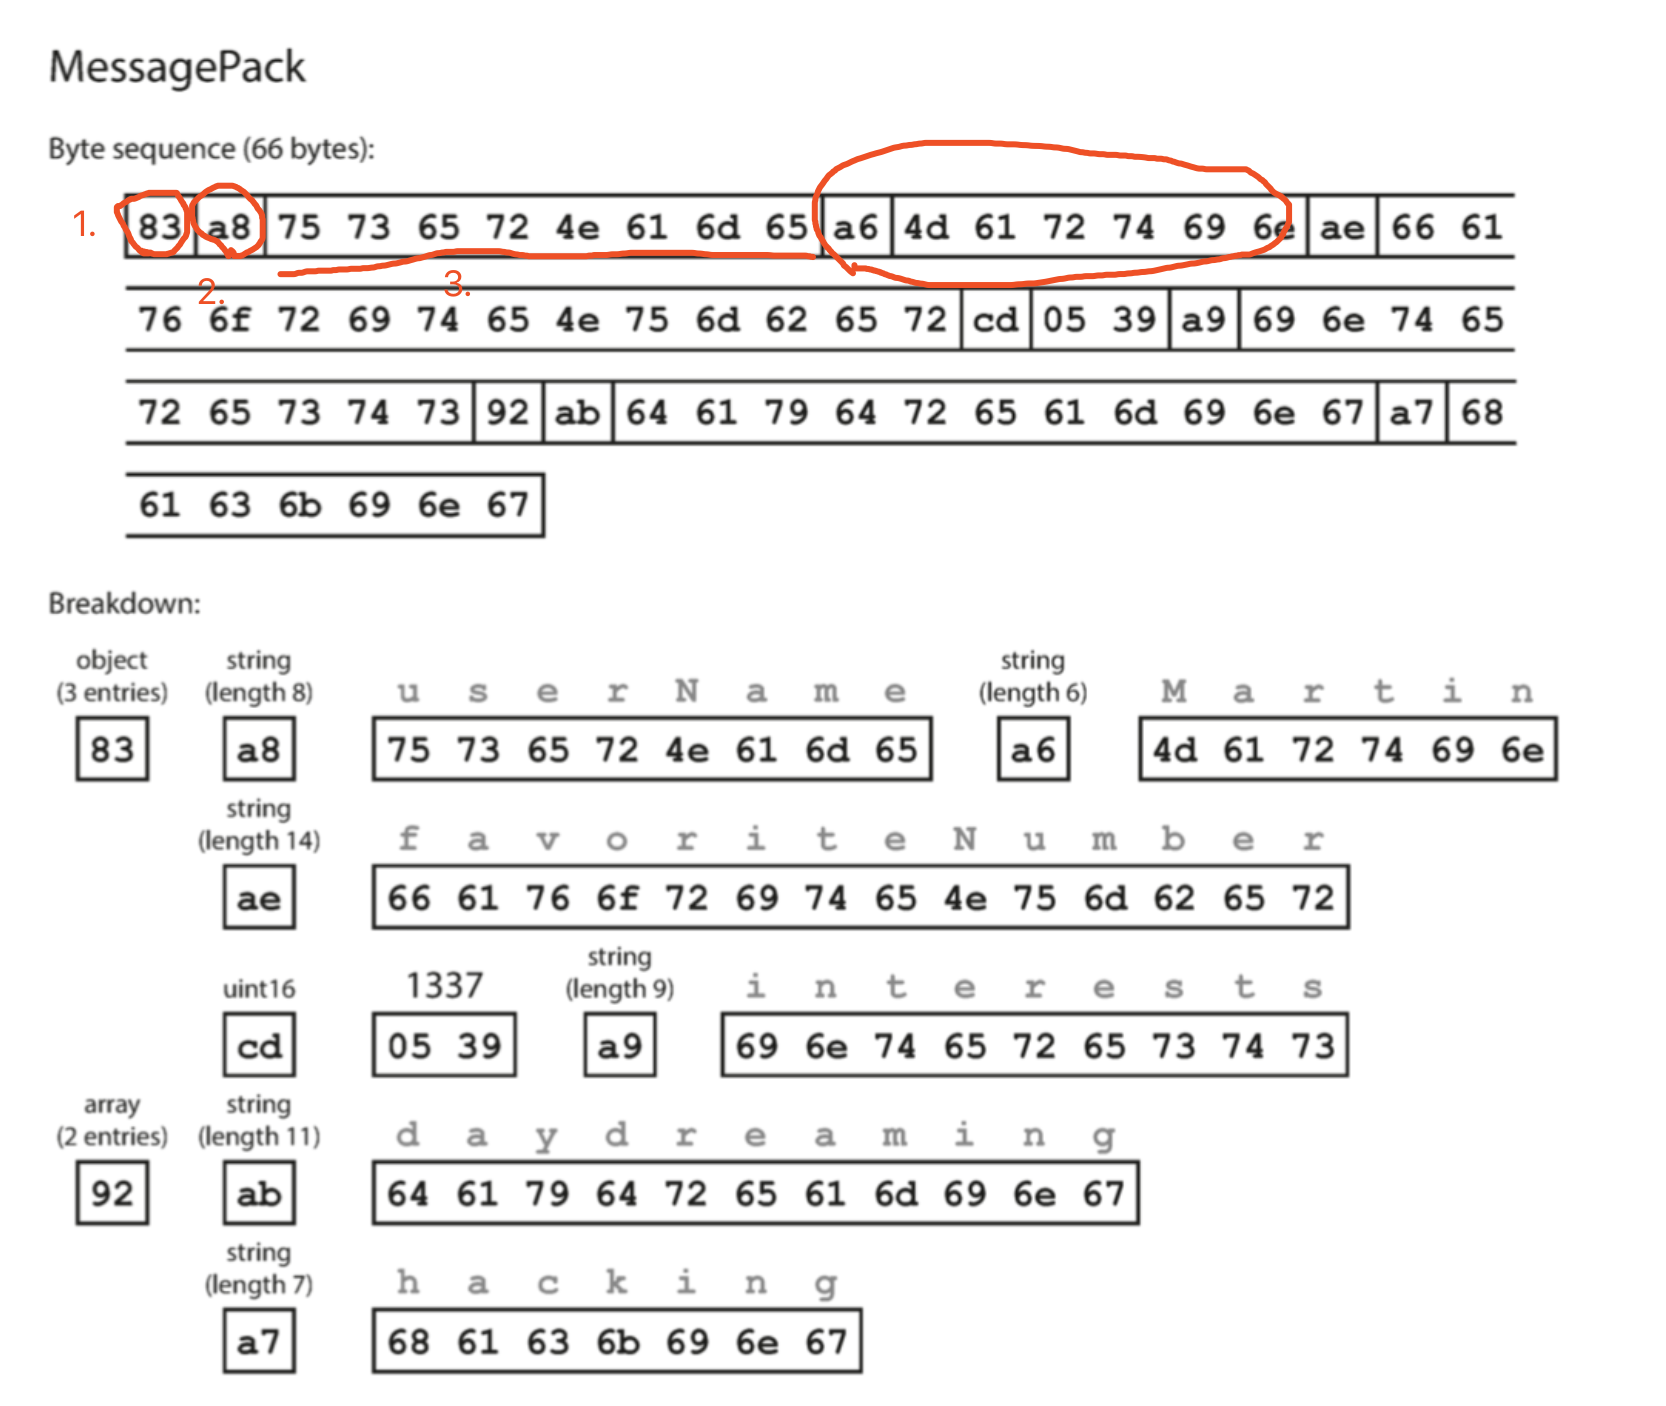 MessagePack
Byte sequence (66 bytes):
1. 83 a8 75 73 65 72 4e 61 6d 65 a6 4d 61 72 74 69 6e ae 66 61
2. 3.
76 6f 72 69 74 65 4e 75 6d 62 65 72 cd 05 39 a9 69 6e 74 65
72 65 73 74 73 92 ab 64 61 79 64 72 65 61 6d 69 6e 67 a7 68
61 63 6b 69 6e 67
Breakdown:
object string string
(3 entries) (length 8) u s e r N a m e (length 6) M a r t i n
83 a8 75 73 65 72 4e 61 6d 65 a6 4d 61 72 74 69 6e
string
(length 14) f a v o r i t e N u m b e r
ae 66 61 76 6f 72 69 74 65 4e 75 6d 62 65 72
string
uint16 1337 (length 9) i n t e r e s t s
cd 05 39 a9 69 6e 74 65 72 65 73 74 73
array string
(2 entries) (length 11) d a y d r e a m i n g
92 ab 64 61 79 64 72 65 61 6d 69 6e 67
string
(length 7) h a c k i n g
a7 68 61 63 6b 69 6e 67